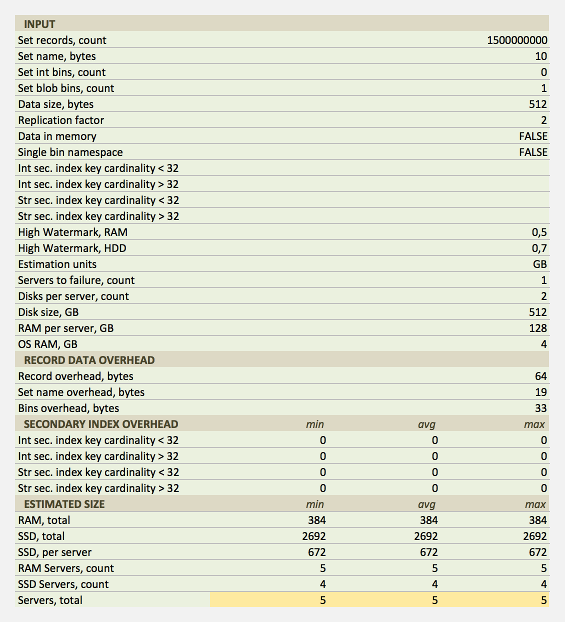 INPUT
Set records, count 1500000000
Set name, bytes 10
Set int bins, count 0
Set blob bins, count 1
Data size, bytes 512
Replication factor 2
Data in memory FALSE
Single bin namespace FALSE
Int sec. index key cardinality < 32
Int sec. index key cardinality > 32
Str sec. index key cardinality < 32
Str sec. index key cardinality > 32
High Watermark, RAM 0,5
High Watermark, HDD 0,7
Estimation units GB
Servers to failure, count 1
Disks per server, count 2
Disk size, GB 512
RAM per server, GB 128
OS RAM, GB 4
RECORD DATA OVERHEAD
Record overhead, bytes 64
Set name overhead, bytes 19
Bins overhead, bytes 33
SECONDARY INDEX OVERHEAD min avg max
Int sec. index key cardinality < 32 0 0 0
Int sec. index key cardinality > 32 0 0 0
Str sec. index key cardinality < 32 0 0 0
Str sec. index key cardinality > 32 0 0 0
ESTIMATED SIZE min avg max
RAM, total 384 384 384
SSD, total 2692 2692 2692
SSD, per server 672 672 672
RAM Servers, count 5 5 5
SSD Servers, count 4 4 4
Servers, total 5 5 5